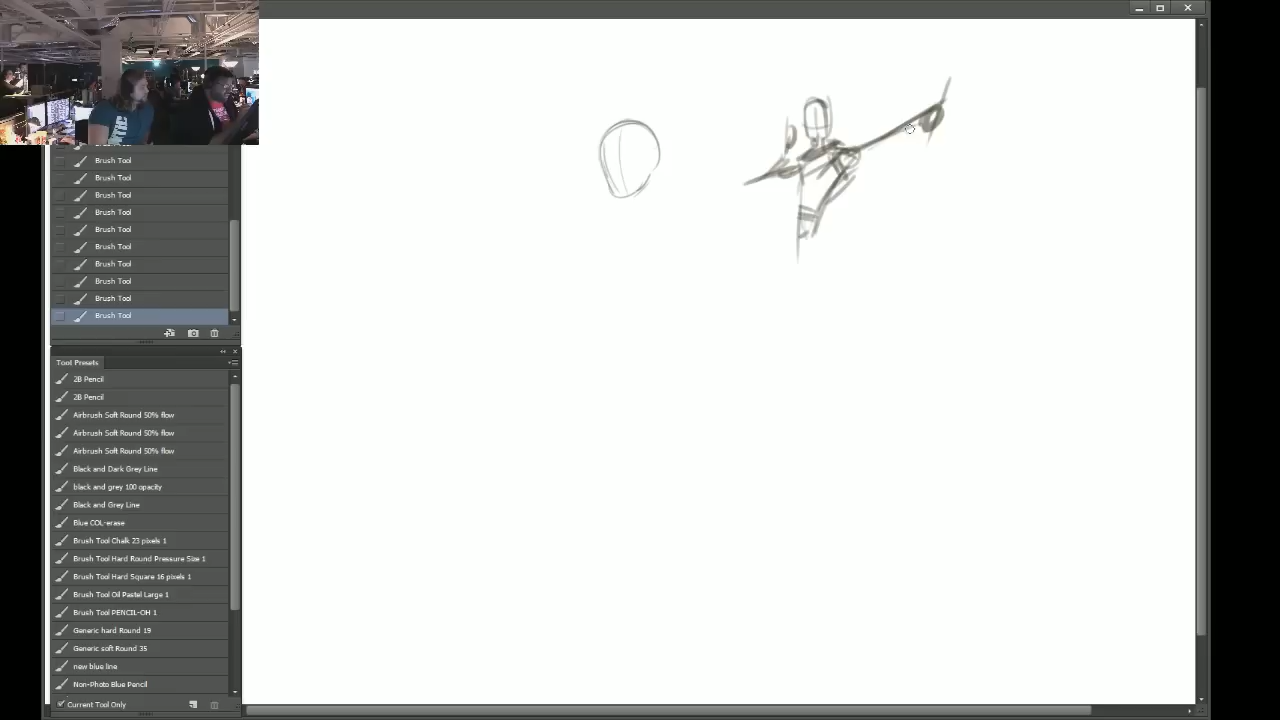 Brush Tool
Brush Tool
Brush Tool
Brush Tool
Brush Tool
Brush Tool
Brush Tool
Brush Tool
Brush Tool
Brush Tool
Tool Presets
2B Pencil
2B Pencil
Airbrush Soft Round 50% flow
Airbrush Soft Round 50% flow
Airbrush Soft Round 50% flow
Black and Dark Grey Line
black and grey 100 opacity
Black and Grey Line
Blue COL-erase
Brush Tool Chalk 23 pixels 1
Brush Tool Hard Round Pressure Size 1
Brush Tool Hard Square 16 pixels 1
Brush Tool Oil Pastel Large 1
Brush Tool PENCIL-OH 1
Generic hard Round 19
Generic soft Round 35
new blue line
Non-Photo Blue Pencil
Current Tool Only